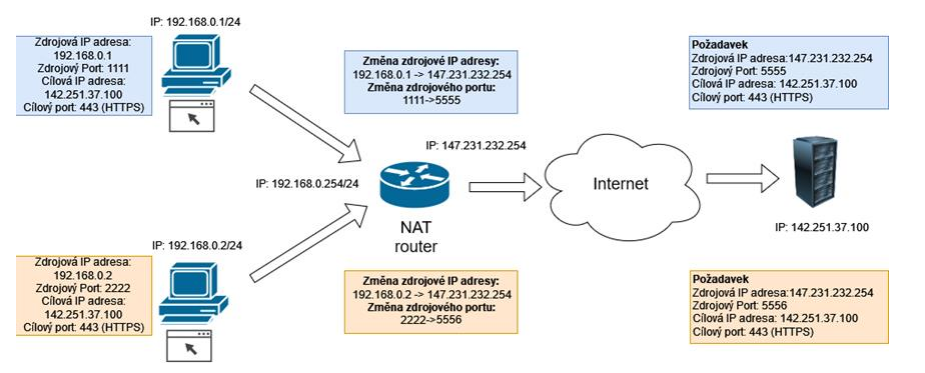 IP: 192.168.0.1/24
Zdrojová IP adresa:
192.168.0.1
Zdrojový Port: 1111
Cílová IP adresa:
142.251.37.100
Cílový port: 443 (HTTPS)
Změna zdrojové IP adresy:
192.168.0.1 -> 147.231.232.254
Změna zdrojového portu:
1111->5555
Požadavek
Zdrojová IP adresa:147.231.232.254
Zdrojový Port: 5555
Cílová IP adresa: 142.251.37.100
Cílový port: 443 (HTTPS)
IP: 147.231.232.254
IP: 192.168.0.254/24
NAT
router
Internet
IP: 142.251.37.100
IP: 192.168.0.2/24
Zdrojová IP adresa:
192.168.0.2
Zdrojový Port: 2222
Cílová IP adresa:
142.251.37.100
Cílový port: 443 (HTTPS)
Změna zdrojové IP adresy:
192.168.0.2 -> 147.231.232.254
Změna zdrojového portu:
2222->5556
Požadavek
Zdrojová IP adresa:147.231.232.254
Zdrojový Port: 5556
Cílová IP adresa: 142.251.37.100
Cílový port: 443 (HTTPS)